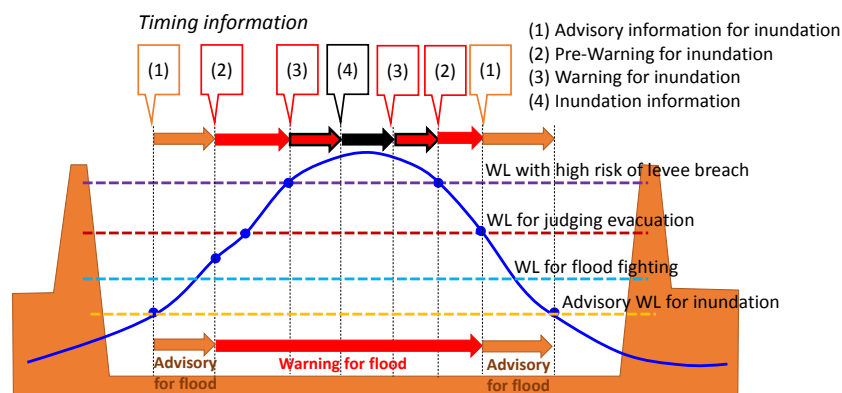 Timing information
(1) Advisory information for inundation
(2) Pre-Warning for inundation
(3) Warning for inundation
(4) Inundation information
(1)
(2)
(3)
(4)
(3)
(2)
(1)
WL with high risk of levee breach
WL for judging evacuation
WL for flood fighting
Advisory WL for inundation
Advisory
for flood
Warning for flood
Advisory
for flood